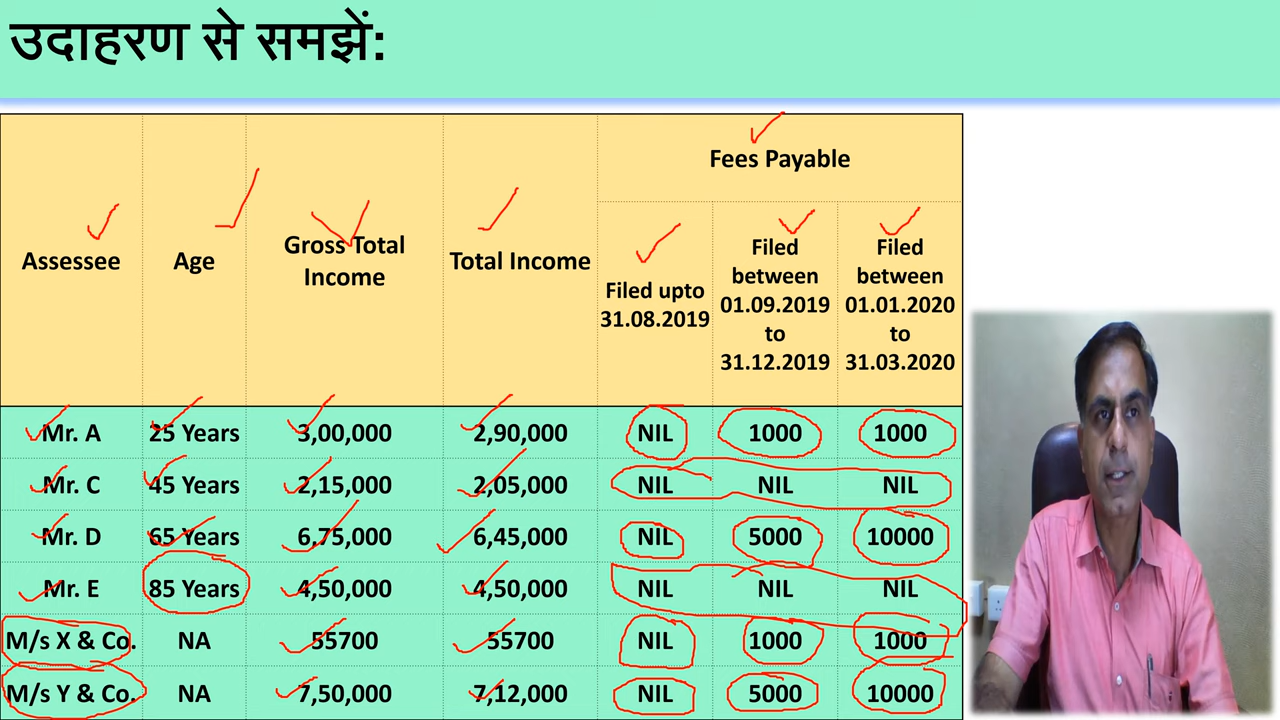 उदाहरण से समझें:
Fees Payable
Assessee Age Gross Total Income Total Income Filed upto 31.08.2019 Filed between 01.09.2019 to 31.12.2019 Filed between 01.01.2020 to 31.03.2020
Mr. A 25 Years 3,00,000 2,90,000 NIL 1000 1000
Mr. C 45 Years 2,15,000 2,05,000 NIL NIL NIL
Mr. D 65 Years 6,75,000 6,45,000 NIL 5000 10000
Mr. E 85 Years 4,50,000 4,50,000 NIL NIL NIL
M/s X & Co. NA 55700 55700 NIL 1000 1000
M/s Y & Co. NA 7,50,000 7,12,000 NIL 5000 10000